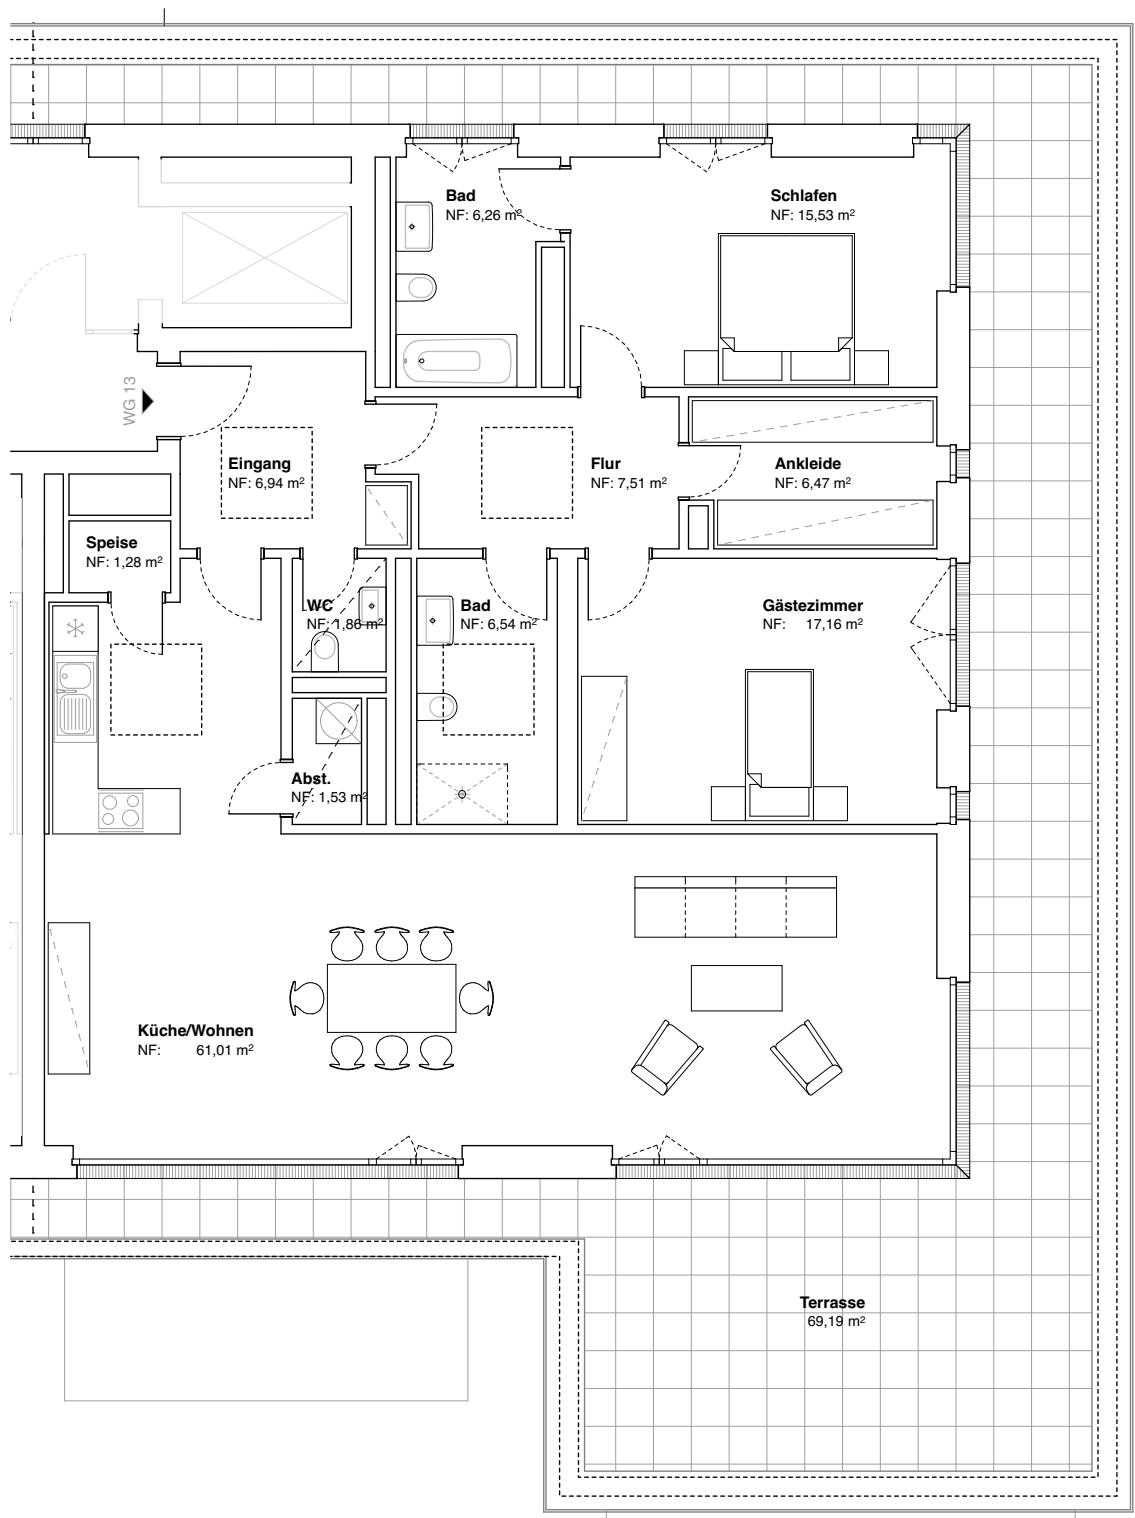 Bad
NF: 6,26 m²
Schlafen
NF: 15,53 m²
WG 13
Eingang
NF: 6,94 m²
Flur
NF: 7,51 m²
Ankleide
NF: 6,47 m²
Speise
NF: 1,28 m²
WC
NF: 1,86 m²
Bad
NF: 6,54 m²
Gästezimmer
NF: 17,16 m²
Abst.
NF: 1,53 m²
Küche/Wohnen
NF: 61,01 m²
Terrasse
69,19 m²